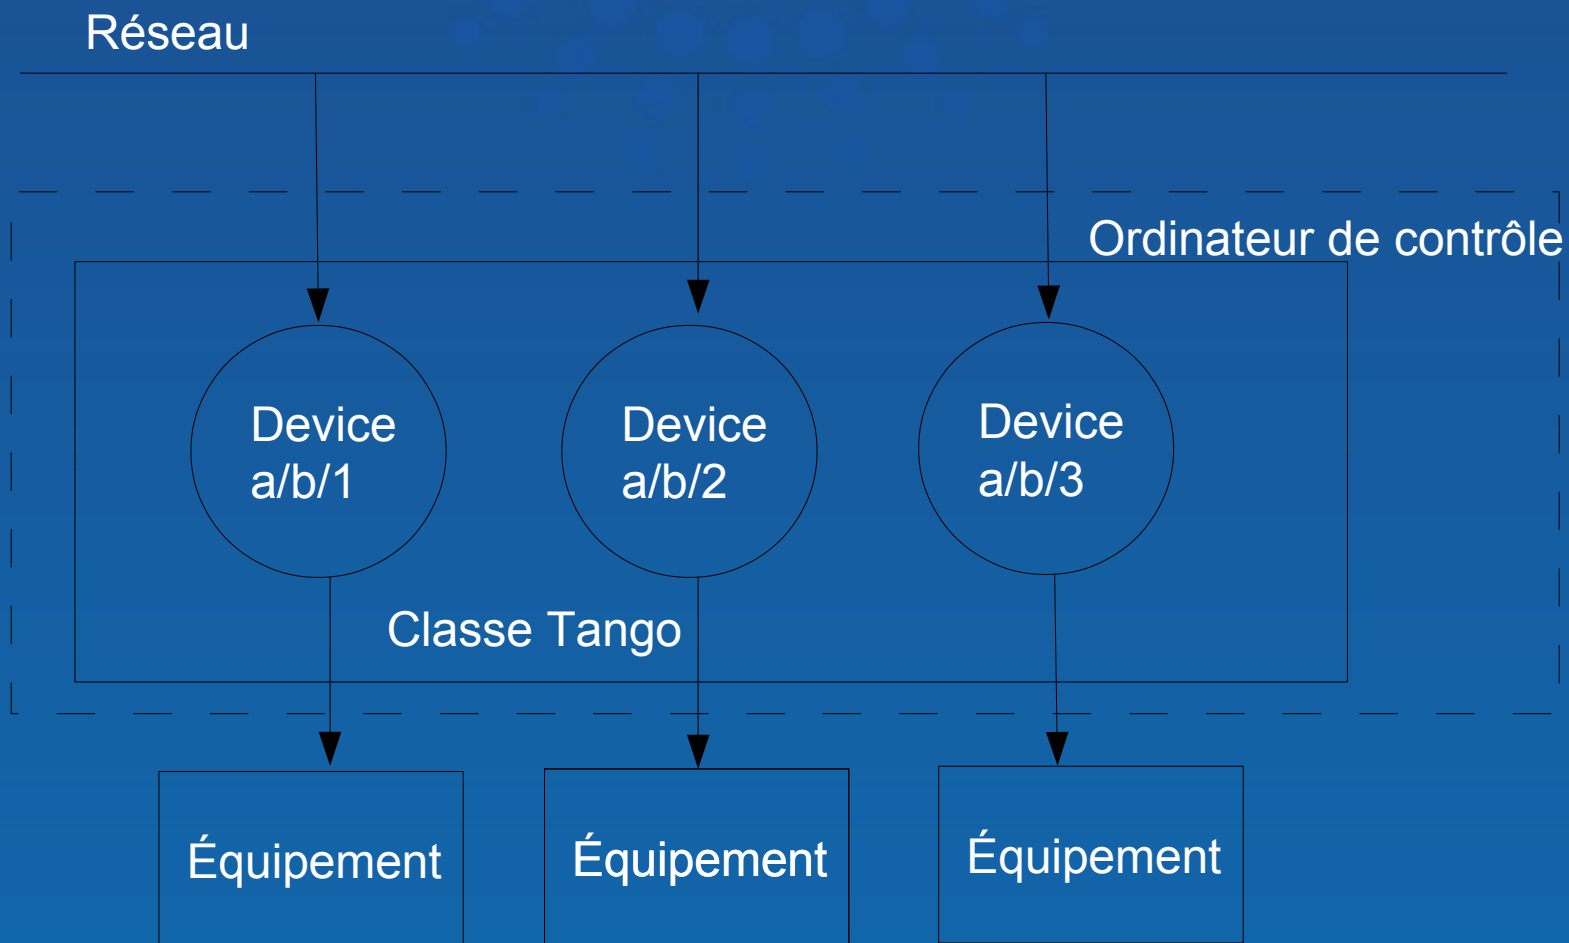 Réseau
Ordinateur de contrôle
Device
a/b/1
Device
a/b/2
Device
a/b/3
Classe Tango
Équipement
Équipement
Équipement